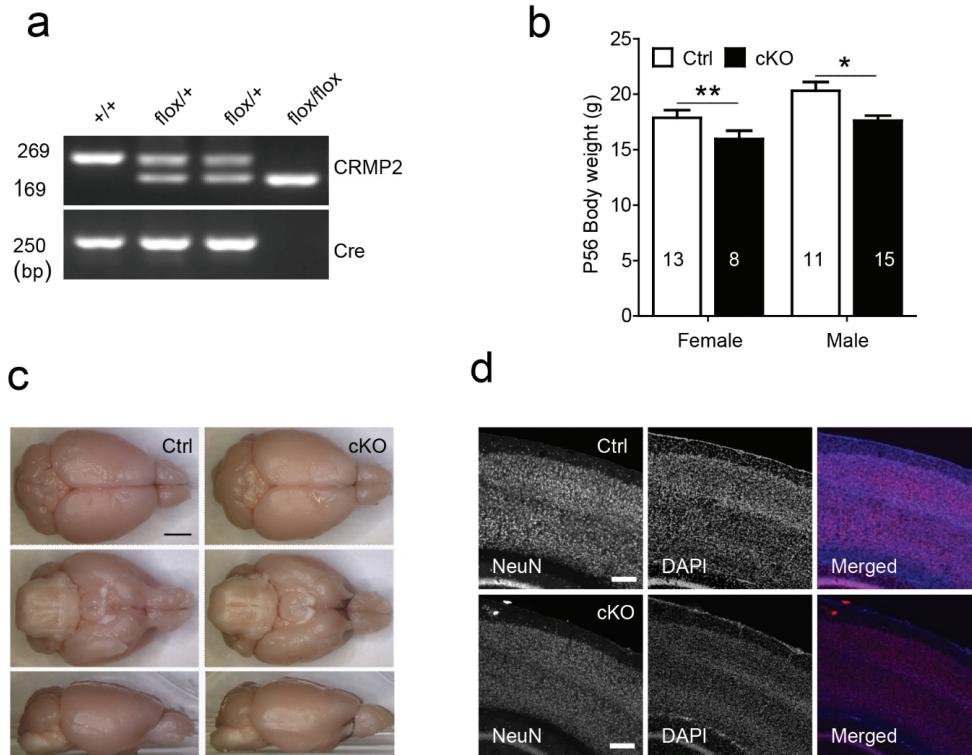 a
+/+ flox/+ flox/+ flox/flox
269
169
CRMP2
250
(bp)
Cre
b
Ctrl cKO
P56 Body weight (g)
25
20
15
10
5
0
** *
13 8 11 15
Female Male
c
Ctrl cKO
d
Ctrl
NeuN DAPI Merged
cKO
NeuN DAPI Merged